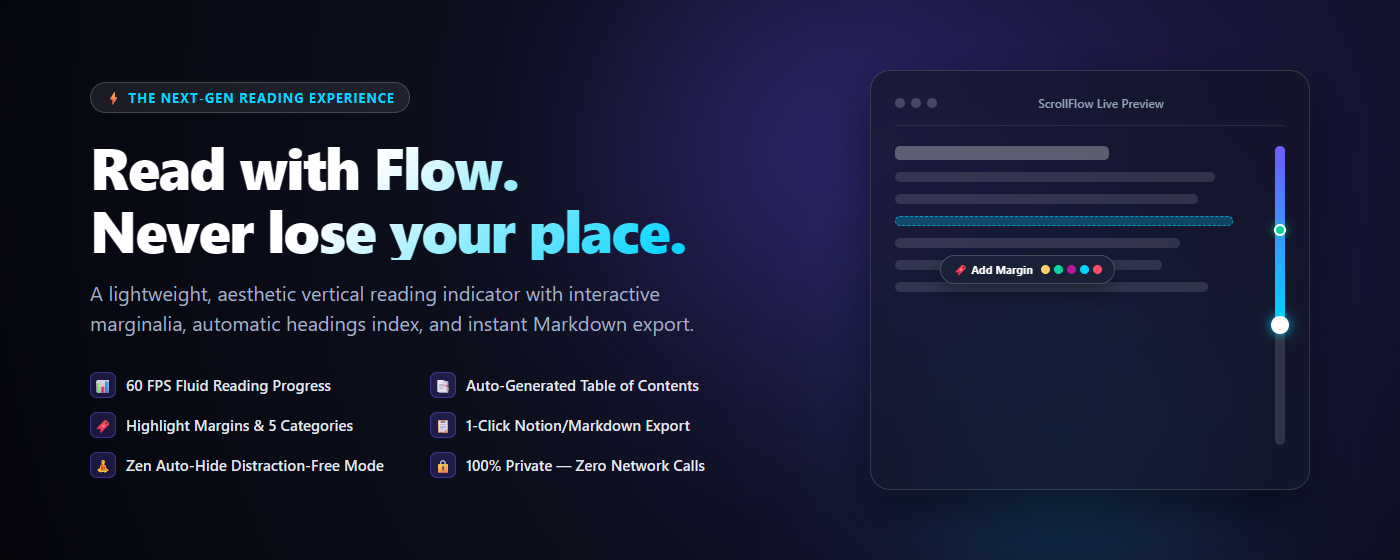 THE NEXT-GEN READING EXPERIENCE
Read with Flow.
Never lose your place.
A lightweight, aesthetic vertical reading indicator with interactive
marginalia, automatic headings index, and instant Markdown export.
60 FPS Fluid Reading Progress
Auto-Generated Table of Contents
Highlight Margins & 5 Categories
1-Click Notion/Markdown Export
Zen Auto-Hide Distraction-Free Mode
100% Private — Zero Network Calls
ScrollFlow Live Preview
Add Margin